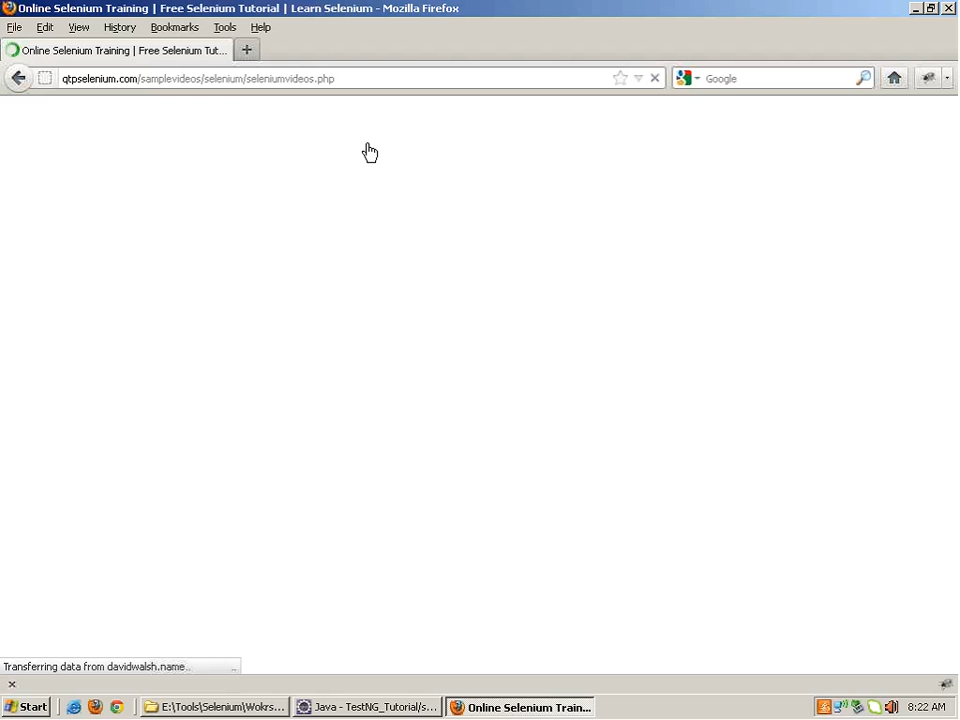 Online Selenium Training | Free Selenium Tutorial | Learn Selenium - Mozilla Firefox
File Edit View History Bookmarks Tools Help
Online Selenium Training | Free Selenium Tut...
qtpselenium.com/samplevideos/selenium/seleniumvideos.php
Google
Transferring data from davidwalsh.name...
Start
E:\Tools\Selenium\Wokrs...
Java - TestNG_Tutorial/s...
Online Selenium Train...
8:22 AM